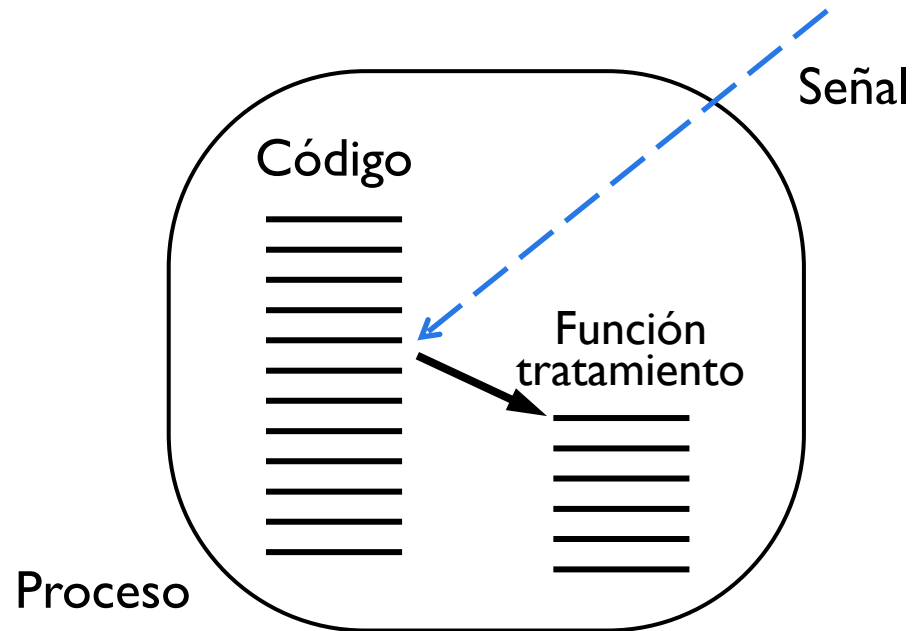 Señal
Código
Función
tratamiento
Proceso